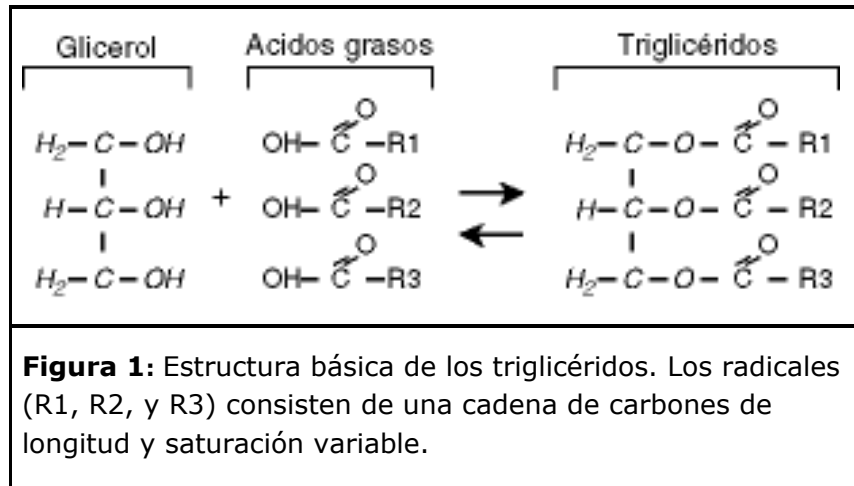 Glicerol Acidos grasos Triglicéridos
O O
H2–C–OH OH–C–R1 H2–C–O–C–R1
O O
H–C–OH + OH–C–R2 H–C–O–C–R2
O O
H2–C–OH OH–C–R3 H2–C–O–C–R3
Figura 1: Estructura básica de los triglicéridos. Los radicales
(R1, R2, y R3) consisten de una cadena de carbones de
longitud y saturación variable.